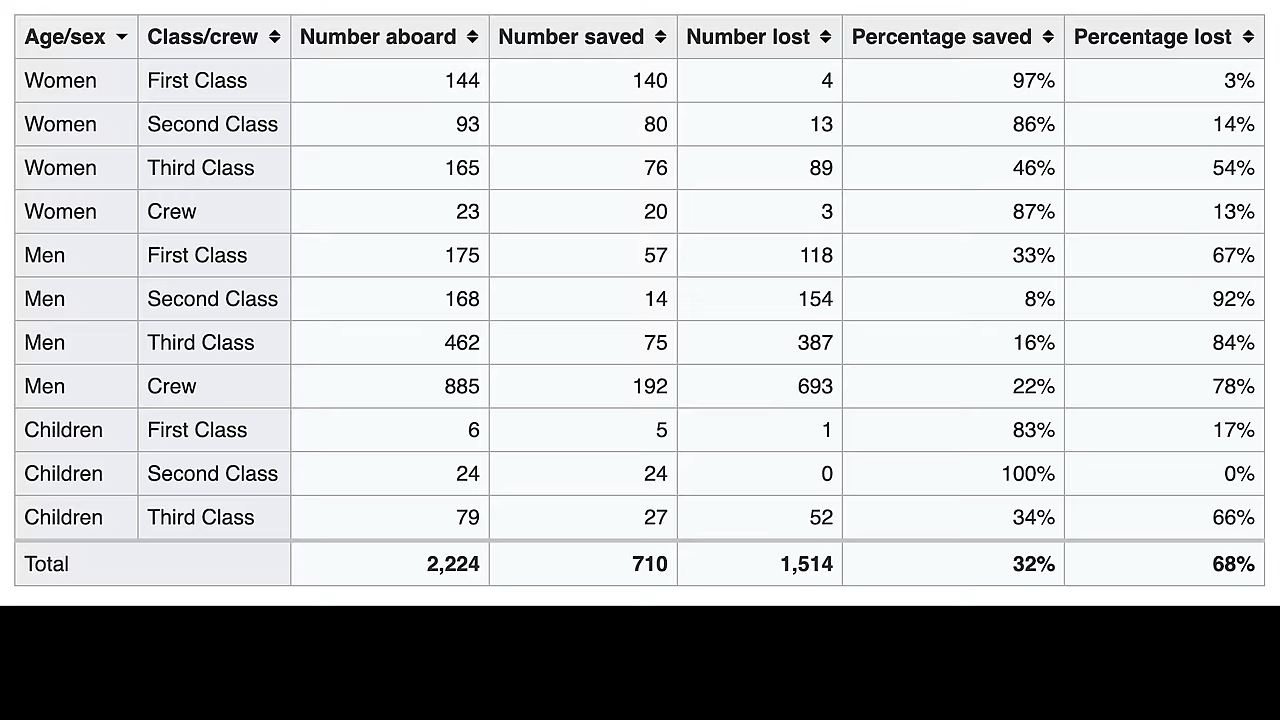 Age/sex Class/crew Number aboard Number saved Number lost Percentage saved Percentage lost
Women First Class 144 140 4 97% 3%
Women Second Class 93 80 13 86% 14%
Women Third Class 165 76 89 46% 54%
Women Crew 23 20 3 87% 13%
Men First Class 175 57 118 33% 67%
Men Second Class 168 14 154 8% 92%
Men Third Class 462 75 387 16% 84%
Men Crew 885 192 693 22% 78%
Children First Class 6 5 1 83% 17%
Children Second Class 24 24 0 100% 0%
Children Third Class 79 27 52 34% 66%
Total 2,224 710 1,514 32% 68%